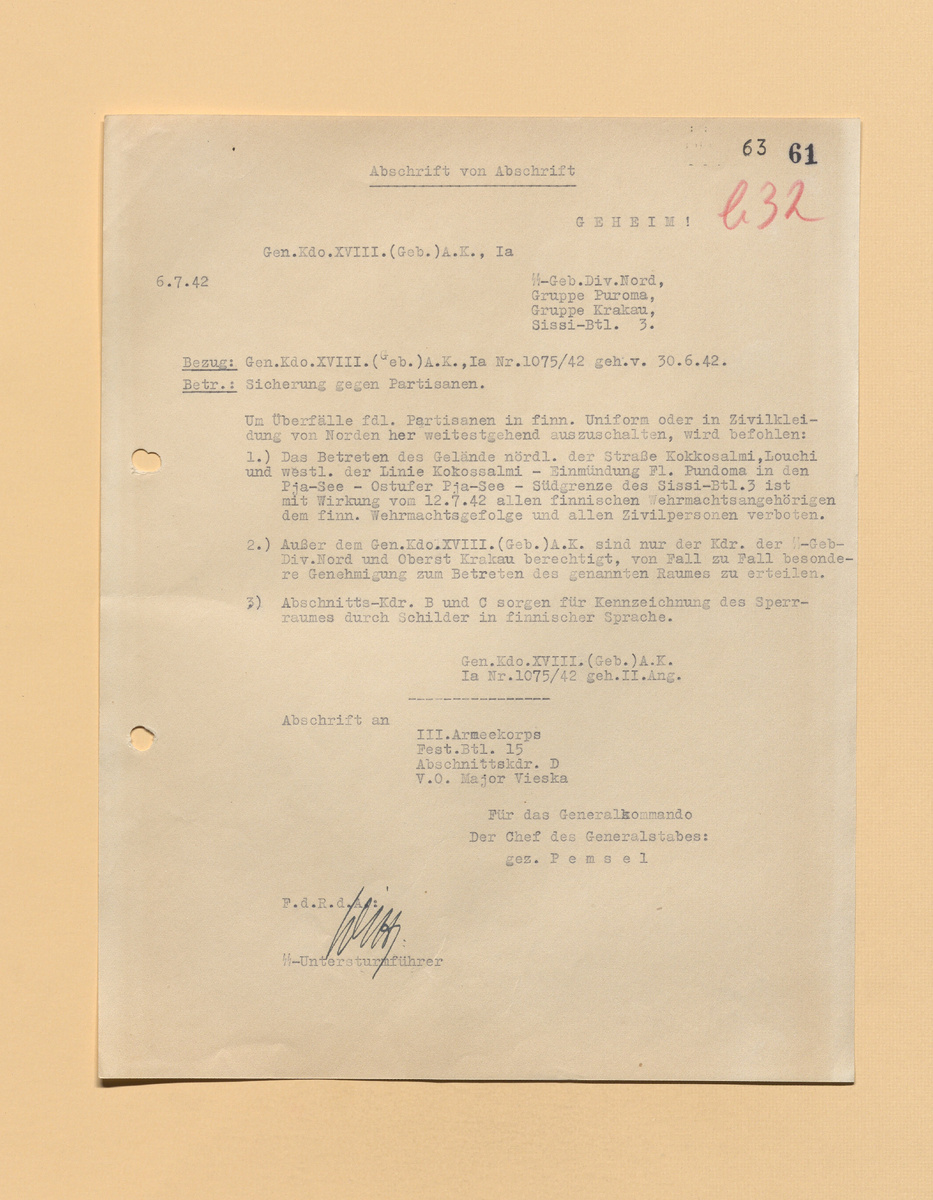 63 61
Abschrift von Abschrift
G E H E I M !
Gen.Kdo.XVIII.(Geb.)A.K., Ia
6.7.42
ᛋᛋ-Geb.Div.Nord,
Gruppe Puroma,
Gruppe Krakau,
Sissi-Btl. 3.
Bezug: Gen.Kdo.XVIII.(Geb.)A.K.,Ia Nr.1075/42 geh.v. 30.6.42.
Betr.: Sicherung gegen Partisanen.
Um Überfälle fdl. Partisanen in finn. Uniform oder in Zivilklei-
dung von Norden her weitestgehend auszuschalten, wird befohlen:
1.) Das Betreten des Gelände nördl. der Straße Kokkosalmi,Louchi
und westl. der Linie Kokossalmi - Einmündung Fl. Pundoma in den
Pja-See - Ostufer Pja-See - Südgrenze des Sissi-Btl.3 ist
mit Wirkung vom 12.7.42 allen finnischen Wehrmachtsangehörigen
dem finn. Wehrmachtsgefolge und allen Zivilpersonen verboten.
2.) Außer dem Gen.Kdo.XVIII.(Geb.)A.K. sind nur der Kdr. der ᛋᛋ-Geb-
Div.Nord und Oberst Krakau berechtigt, von Fall zu Fall besonde-
re Genehmigung zum Betreten des genannten Raumes zu erteilen.
3) Abschnitts-Kdr. B und C sorgen für Kennzeichnung des Sperr-
raumes durch Schilder in finnischer Sprache.
Gen.Kdo.XVIII.(Geb.)A.K.
Ia Nr.1075/42 geh.II.Ang.
Abschrift an
III.Armeekorps
Fest.Btl. 15
Abschnittskdr. D
V.O. Major Vieska
Für das Generalkommando
Der Chef des Generalstabes:
gez. P e m s e l
F.d.R.d.A.:
ᛋᛋ-Untersturmführer